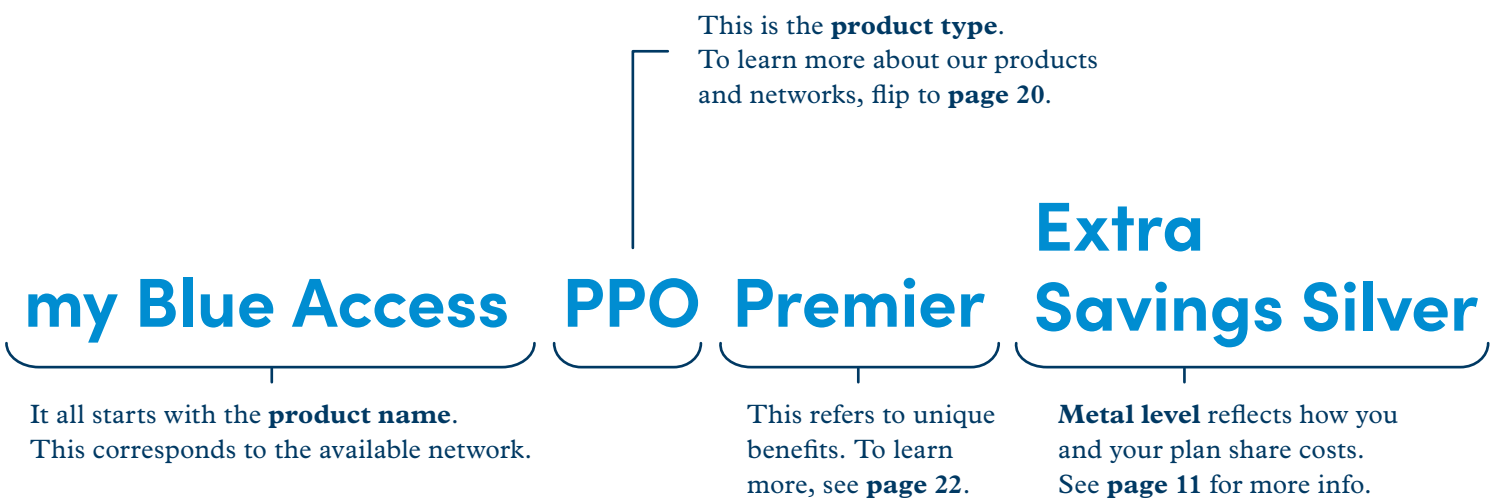 This is the product type.
To learn more about our products
and networks, flip to page 20.
my Blue Access PPO Premier Extra
Savings Silver
It all starts with the product name.
This corresponds to the available network.
This refers to unique
benefits. To learn
more, see page 22.
Metal level reflects how you
and your plan share costs.
See page 11 for more info.